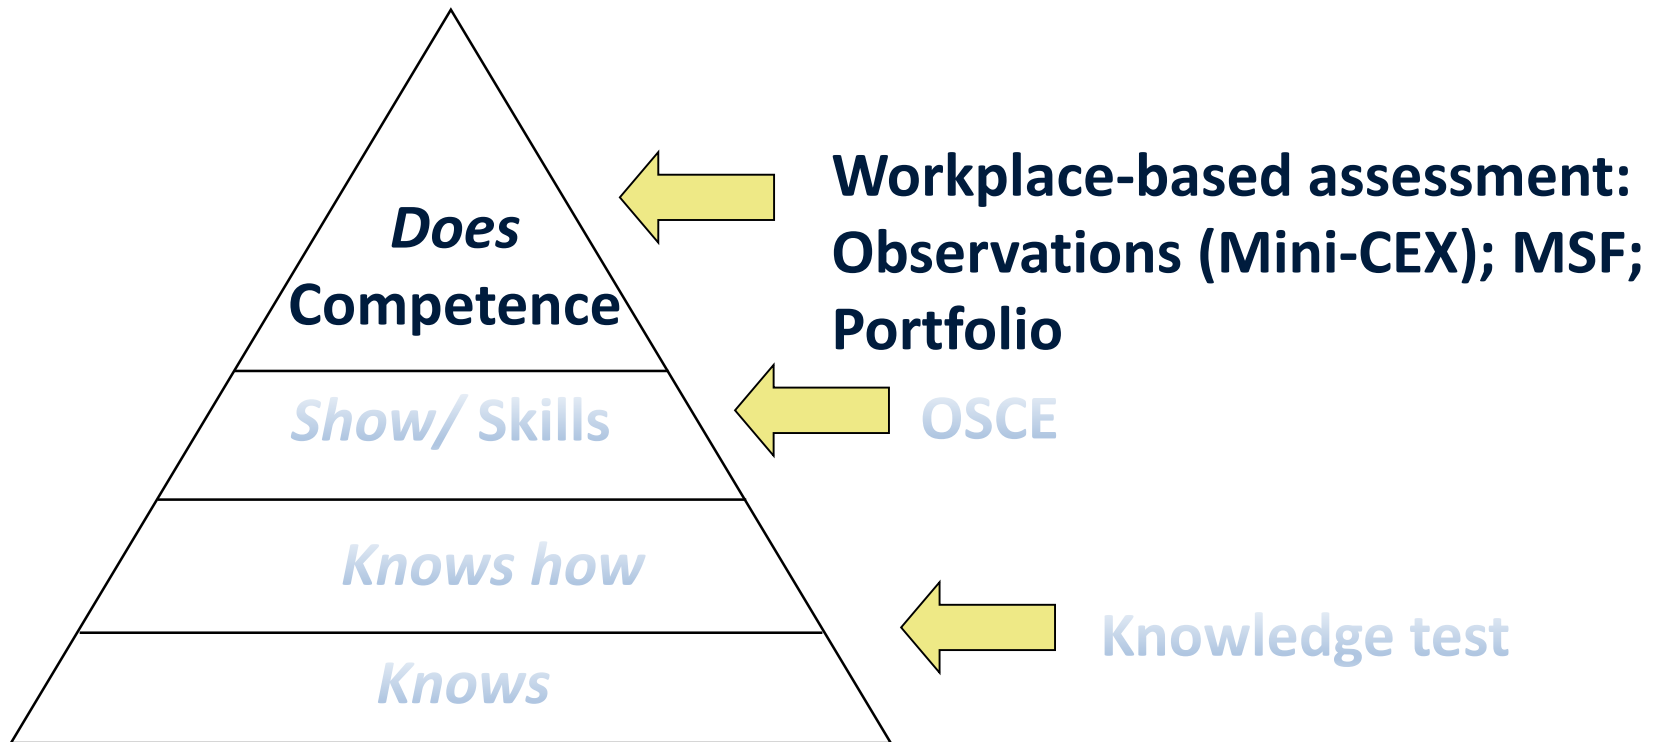 Does
Competence
Workplace-based assessment:
Observations (Mini-CEX); MSF;
Portfolio
Show/ Skills
OSCE
Knows how
Knowledge test
Knows